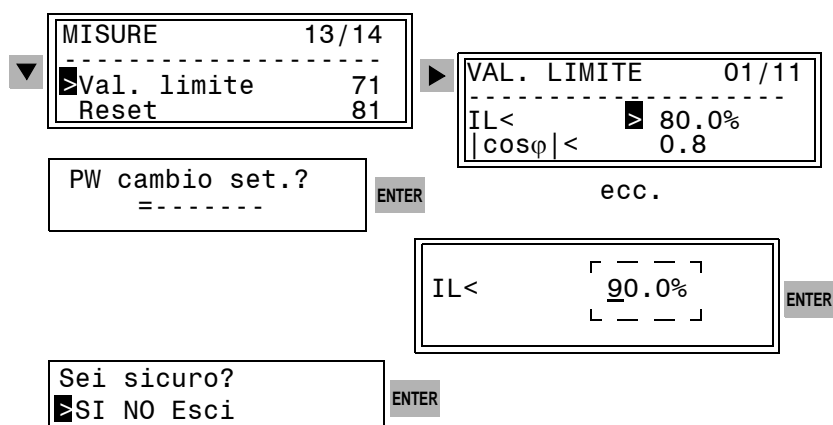 MISURE 13/14
- - - - - - - - - - - - - - - - - - - -
>Val. limite 71
Reset 81
VAL. LIMITE 01/11
- - - - - - - - - - - - - - - - - - - -
IL< > 80.0%
|cosφ|< 0.8
PW cambio set.?
=-------
ENTER
ecc.
IL< 90.0%
ENTER
Sei sicuro?
>SI NO Esci
ENTER